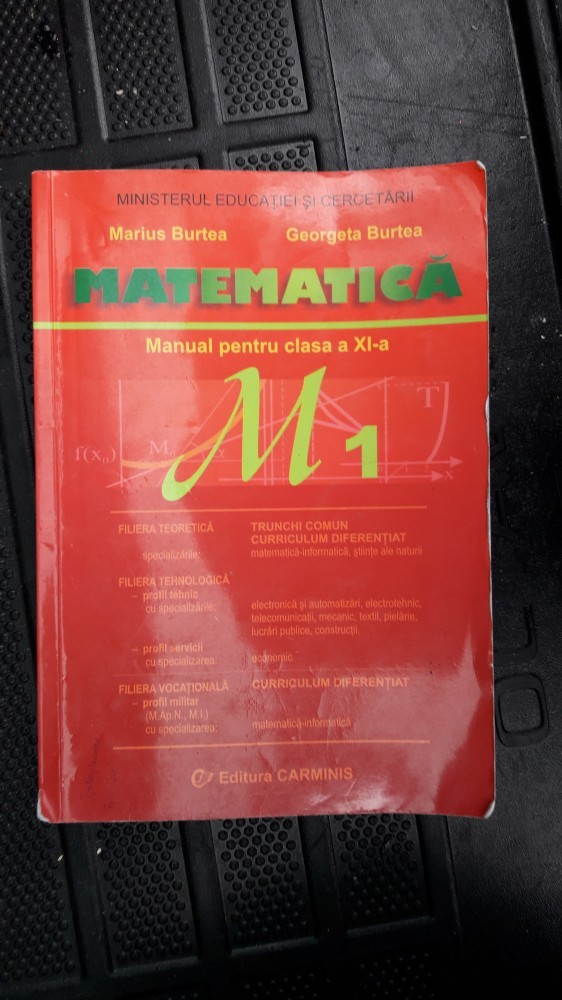 MINISTERUL EDUCAȚIEI ȘI CERCETĂRII
Marius Burtea Georgeta Burtea
MATEMATICĂ
Manual pentru clasa a XI-a
M 1
f(x₀) M₀ x T
x
FILIERA TEORETICĂ TRUNCHI COMUN
CURRICULUM DIFERENȚIAT
specializările: matematică-informatică, științe ale naturii
FILIERA TEHNOLOGICĂ
– profil tehnic
cu specializările: electronică și automatizări, electrotehnic,
telecomunicații, mecanic, textil, pielărie,
lucrări publice, construcții.
– profil servicii
cu specializarea: economic
FILIERA VOCAȚIONALĂ CURRICULUM DIFERENȚIAT
– profil militar
(M.Ap.N., M.I.)
cu specializarea: matematică-informatică
Editura CARMINIS